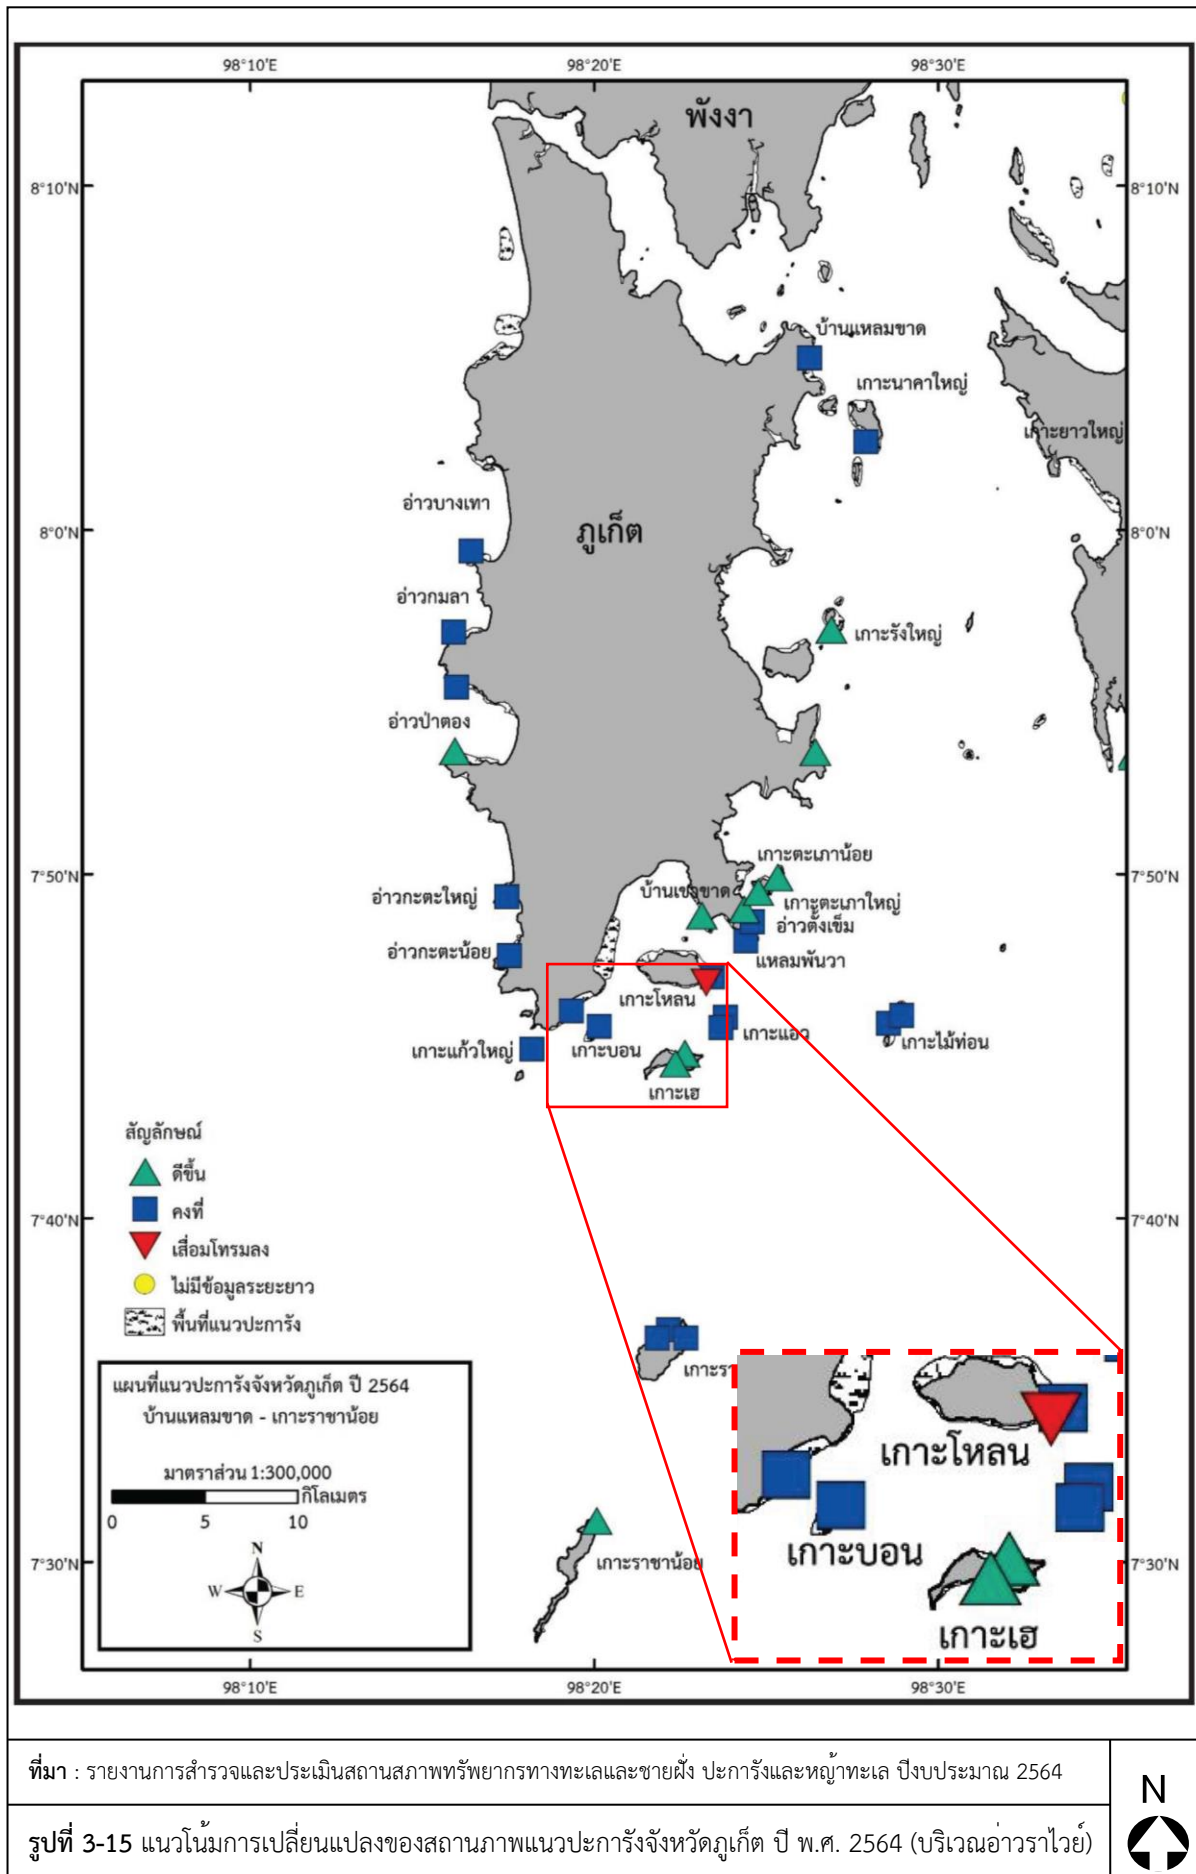 98°10'E 98°20'E 98°30'E
พังงา
8°10'N 8°10'N
บ้านแหลมขาด
เกาะนาคาใหญ่
เกาะยาวใหญ่
อ่าวบางเทา
8°0'N ภูเก็ต 8°0'N
อ่าวกมลา
เกาะรังใหญ่
อ่าวป่าตอง
เกาะตะเภาน้อย
7°50'N 7°50'N
บ้านเขาขาด
อ่าวกะตะใหญ่ เกาะตะเภาใหญ่
อ่าวตั้งเข็ม
อ่าวกะตะน้อย แหลมพันวา
เกาะโหลน
เกาะแอว
เกาะแก้วใหญ่ เกาะบอน เกาะไม้ท่อน
เกาะเฮ
สัญลักษณ์
ดีขึ้น
คงที่
7°40'N 7°40'N
เสื่อมโทรมลง
ไม่มีข้อมูลระยะยาว
พื้นที่แนวปะการัง
แผนที่แนวปะการังจังหวัดภูเก็ต ปี 2564
บ้านแหลมขาด - เกาะราชาน้อย
มาตราส่วน 1:300,000
กิโลเมตร
0 5 10
N
W E
S
เกาะโหลน
เกาะบอน
เกาะเฮ
7°30'N เกาะราชาน้อย 7°30'N
98°10'E 98°20'E 98°30'E
ที่มา : รายงานการสำรวจและประเมินสถานสภาพทรัพยากรทางทะเลและชายฝั่ง ปะการังและหญ้าทะเล ปีงบประมาณ 2564
N
รูปที่ 3-15 แนวโน้มการเปลี่ยนแปลงของสถานภาพแนวปะการังจังหวัดภูเก็ต ปี พ.ศ. 2564 (บริเวณอ่าวราไวย์)